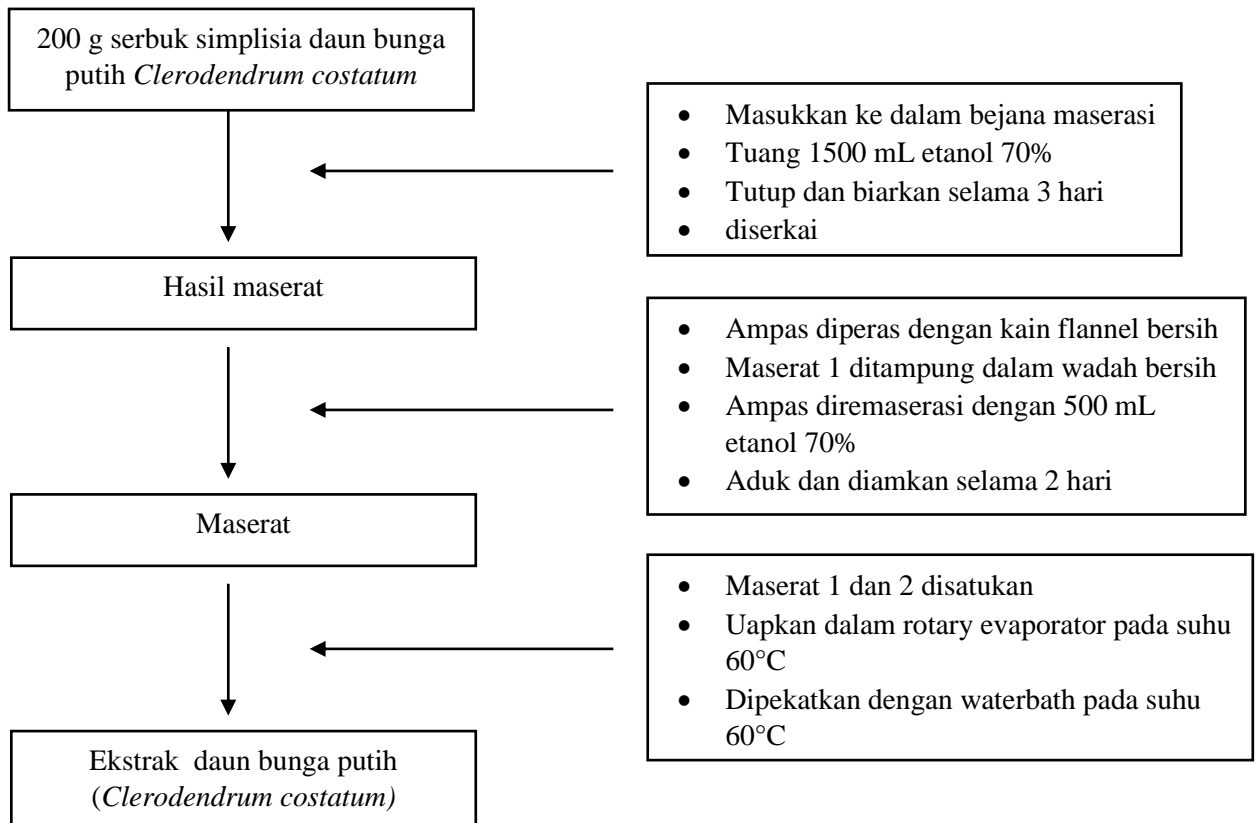 200 g serbuk simplisia daun bunga
putih Clerodendrum costatum
• Masukkan ke dalam bejana maserasi
• Tuang 1500 mL etanol 70%
• Tutup dan biarkan selama 3 hari
• diserkai
Hasil maserat
• Ampas diperas dengan kain flannel bersih
• Maserat 1 ditampung dalam wadah bersih
• Ampas diremaserasi dengan 500 mL
etanol 70%
• Aduk dan diamkan selama 2 hari
Maserat
• Maserat 1 dan 2 disatukan
• Uapkan dalam rotary evaporator pada suhu
60°C
• Dipekatkan dengan waterbath pada suhu
60°C
Ekstrak daun bunga putih
(Clerodendrum costatum)